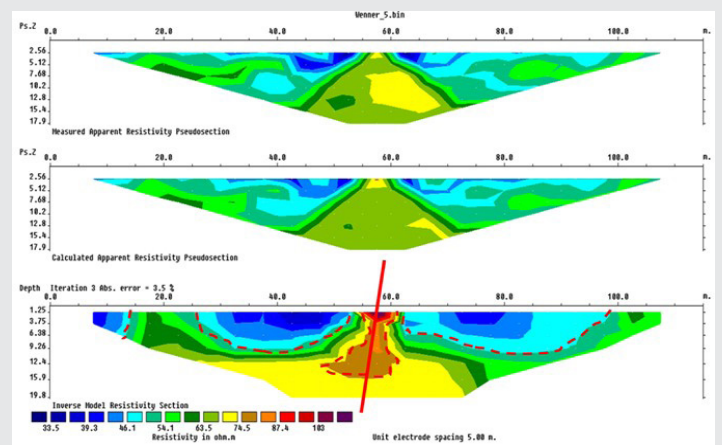 Wenner_5.bin
Ps.Z 0.0 20.0 40.0 60.0 80.0 100.0 m.
2.56
5.12
7.68
10.2
12.8
15.4
17.9
Measured Apparent Resistivity Pseudosection
Ps.Z 0.0 20.0 40.0 60.0 80.0 100.0 m.
2.56
5.12
7.68
10.2
12.8
15.4
17.9
Calculated Apparent Resistivity Pseudosection
Depth Iteration 3 Abs. error = 3.5 %
0.0 20.0 40.0 60.0 80.0 100.0 m.
1.25
3.75
6.38
9.26
12.4
15.9
19.8
Inverse Model Resistivity Section
33.5 39.3 46.1 54.1 63.5 74.5 87.4 103
Resistivity in ohm.m Unit electrode spacing 5.00 m.